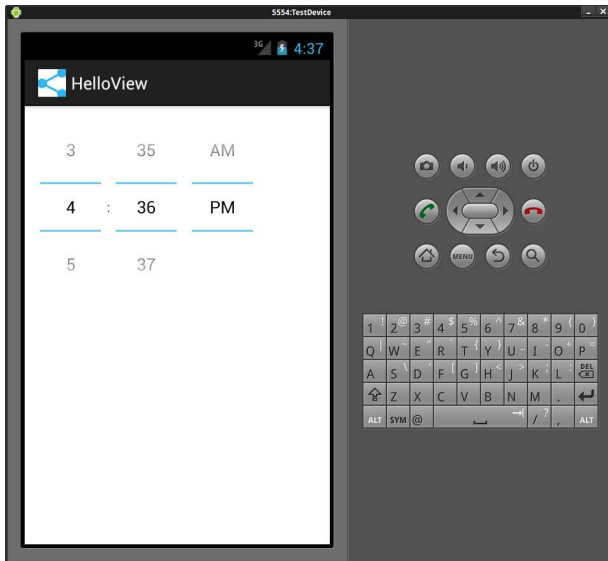 5554:TestDevice
3G 4:37
HelloView
3 35 AM
4 : 36 PM
5 37
MENU
1 ! 2 @ 3 # 4 $ 5 % 6 ^ 7 & 8 * 9 ( 0 )
Q | W ~ E " R ` T { Y } U _ I - O + P =
A S \ D ' F [ G ] H < J > K ; L : DEL
Z X C V B N M .
ALT SYM @ / ? , ALT